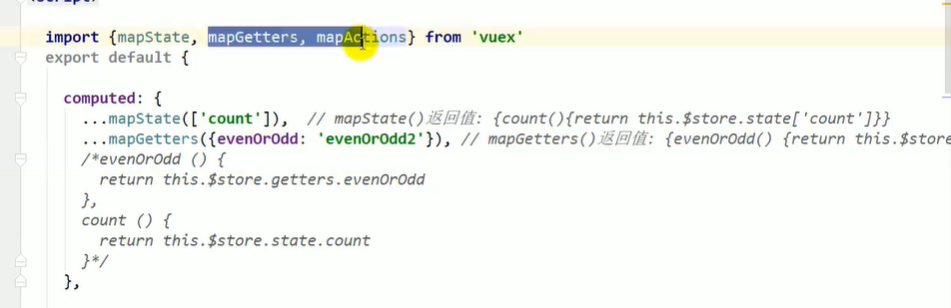 import {mapState, mapGetters, mapActions} from 'vuex'
export default {
computed: {
...mapState(['count']), // mapState()返回值: {count(){return this.$store.state['count']}}
...mapGetters({evenOrOdd: 'evenOrOdd2'}), // mapGetters()返回值: {evenOrOdd() {return this.$store
/*evenOrOdd () {
return this.$store.getters.evenOrOdd
},
count () {
return this.$store.state.count
}*/
},